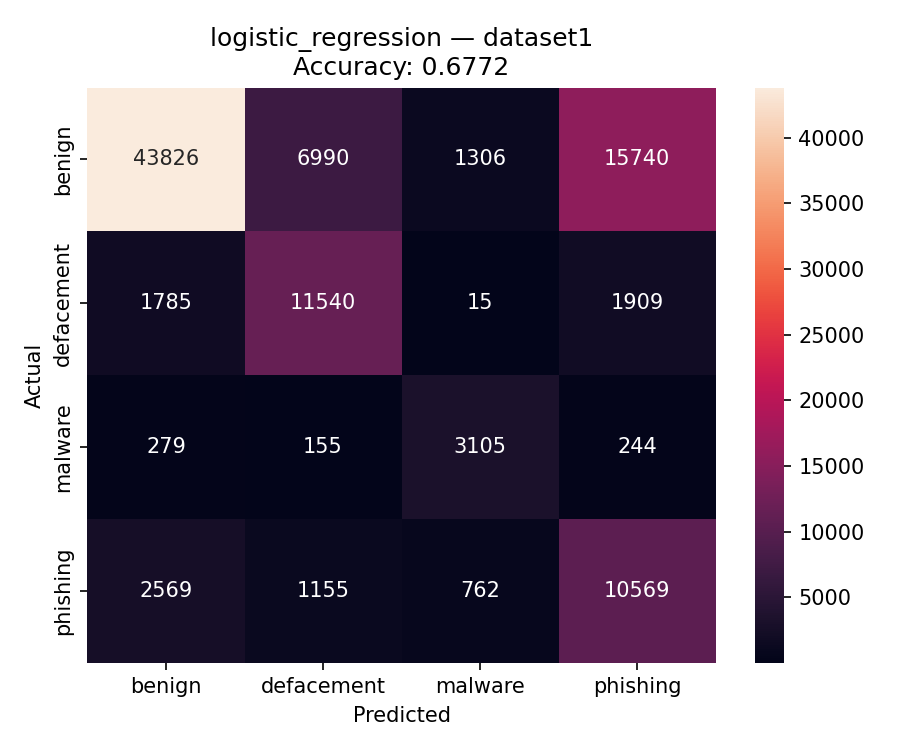 logistic_regression — dataset1
Accuracy: 0.6772
Actual
benign
43826 6990 1306 15740
defacement
1785 11540 15 1909
malware
279 155 3105 244
phishing
2569 1155 762 10569
benign defacement malware phishing
Predicted
40000
35000
30000
25000
20000
15000
10000
5000